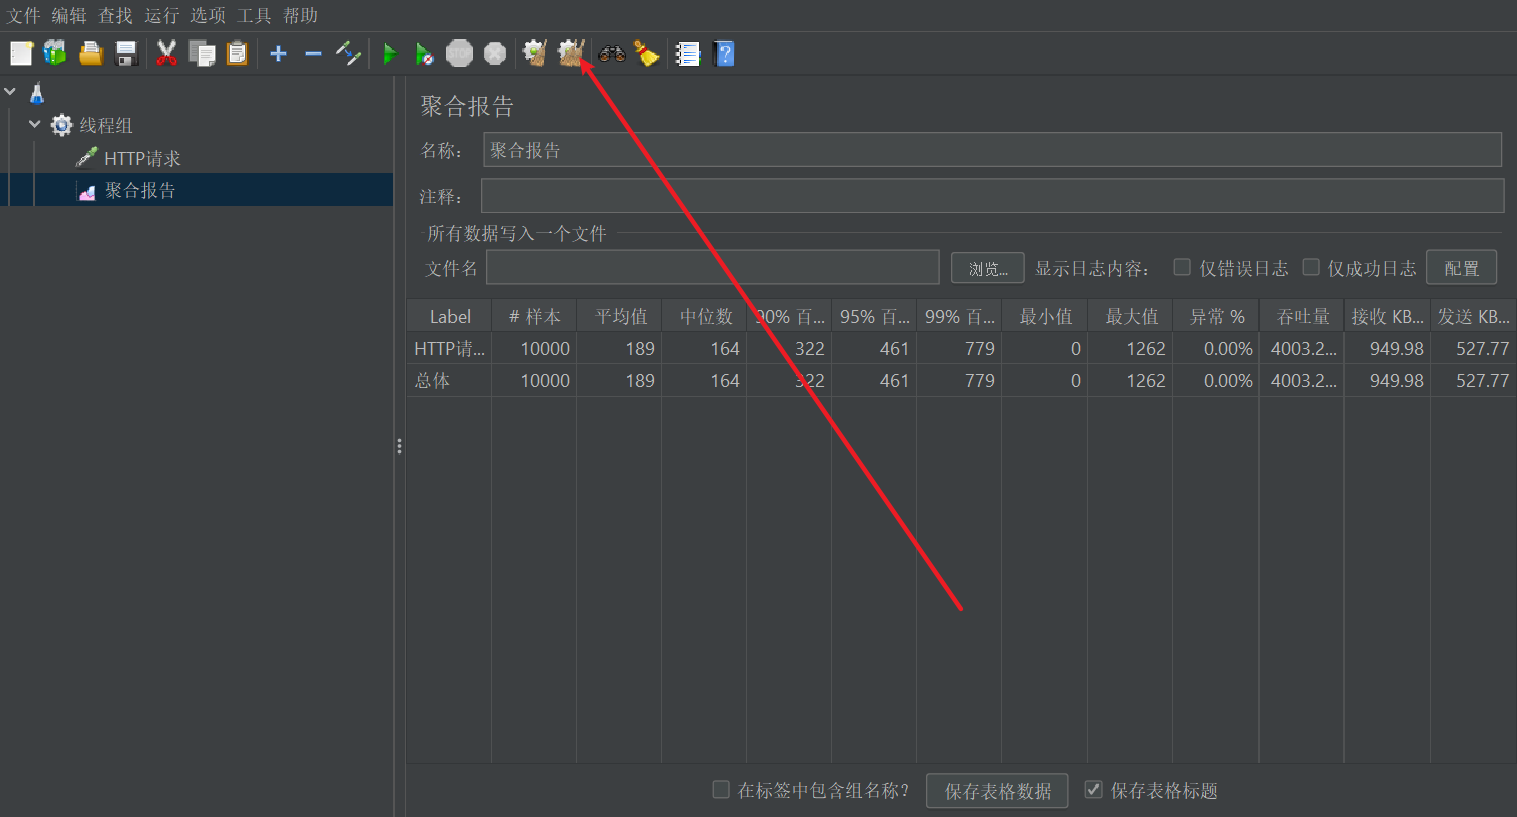 文件 编辑 查找 运行 选项 工具 帮助
STOP
线程组
HTTP请求
聚合报告
聚合报告
名称： 聚合报告
注释：
所有数据写入一个文件
文件名 浏览... 显示日志内容： 仅错误日志 仅成功日志 配置
Label # 样本 平均值 中位数 90% 百... 95% 百... 99% 百... 最小值 最大值 异常 % 吞吐量 接收 KB... 发送 KB...
HTTP请... 10000 189 164 322 461 779 0 1262 0.00% 4003.2... 949.98 527.77
总体 10000 189 164 322 461 779 0 1262 0.00% 4003.2... 949.98 527.77
在标签中包含组名称？ 保存表格数据 保存表格标题